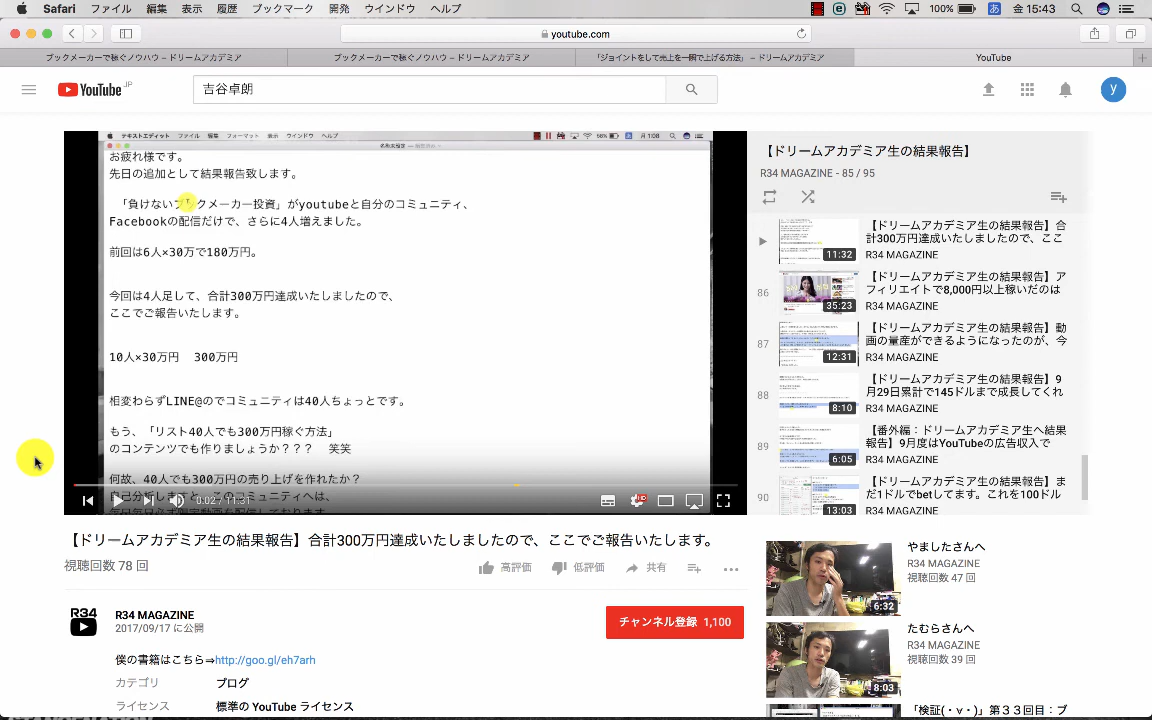 Safari ファイル 編集 表示 履歴 ブックマーク 開発 ウインドウ ヘルプ 100% あ 金 15:43
youtube.com
ブックメーカーで稼ぐノウハウ – ドリームアカデミア
ブックメーカーで稼ぐノウハウ – ドリームアカデミア
「ジョイントをして売上を一瞬で上げる方法」 – ドリームアカデミア
YouTube
YouTube JP
吉谷卓朗
y
テキストエディット ファイル 編集 フォーマット 表示 ウインドウ ヘルプ
お疲れ様です。
先日の追加として結果報告致します。
「負けないブックメーカー投資」がyoutubeと自分のコミュニティ、
Facebookの配信だけで、さらに4人増えました。
前回は6人×30万で180万円。
今回は4人足して、合計300万円達成いたしましたので、
ここでご報告いたします。
10人×30万円 300万円
相変わらずLINE@のでコミュニティは40人ちょっとです。
もう、「リスト40人でも300万円稼ぐ方法」
のコンテンツでも作りましょうか？？？ 笑笑
何故、40人でも300万円の売り上げを作れたか？
0:02 / 11:31
HD
【ドリームアカデミア生の結果報告】
R34 MAGAZINE - 85 / 95
【ドリームアカデミア生の結果報告】合
計300万円達成いたしましたので、ここ
R34 MAGAZINE
11:32
86
【ドリームアカデミア生の結果報告】ア
フィリエイトで8,000円以上稼いだのは
R34 MAGAZINE
35:23
87
【ドリームアカデミア生の結果報告】動
画の量産ができるようになったのが、今
R34 MAGAZINE
12:31
88
【ドリームアカデミア生の結果報告】9
月29日累計で145ドルまで成長してくれ
R34 MAGAZINE
8:10
89
【番外編：ドリームアカデミア生へ結果
報告】9月度はYouTubeの広告収入で
R34 MAGAZINE
6:05
90
【ドリームアカデミア生の結果報告】ま
だ1ドルでbetしてます。これを100ドル
R34 MAGAZINE
13:03
【ドリームアカデミア生の結果報告】合計300万円達成いたしましたので、ここでご報告いたします。
視聴回数 78 回
高評価 低評価 共有
R34
R34 MAGAZINE
2017/09/17 に公開
チャンネル登録 1,100
僕の書籍はこちら⇒http://goo.gl/eh7arh
カテゴリ ブログ
ライセンス 標準の YouTube ライセンス
やましたさんへ
R34 MAGAZINE
視聴回数 47 回
6:32
たむらさんへ
R34 MAGAZINE
視聴回数 39 回
8:03
「検証(・v・)」第３３回目：ブ